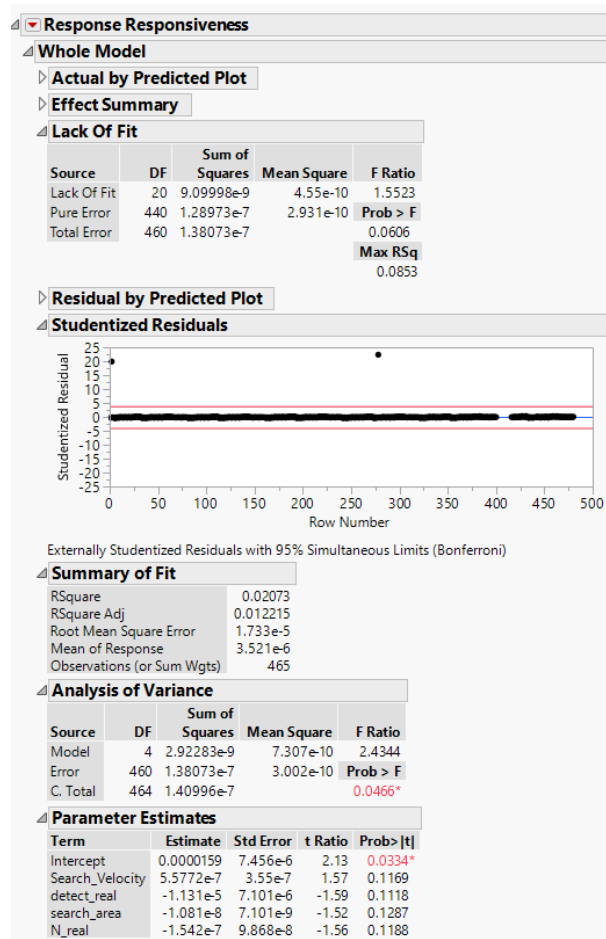 Response Responsiveness
Whole Model
Actual by Predicted Plot
Effect Summary
Lack Of Fit
Sum of
Source DF Squares Mean Square F Ratio
Lack Of Fit 20 9.09998e-9 4.55e-10 1.5523
Pure Error 440 1.28973e-7 2.931e-10 Prob > F
Total Error 460 1.38073e-7 0.0606
Max RSq
0.0853
Residual by Predicted Plot
Studentized Residuals
Studentized Residual
25
20
15
10
5
0
-5
-10
-15
-20
-25
0 50 100 150 200 250 300 350 400 450 500
Row Number
Externally Studentized Residuals with 95% Simultaneous Limits (Bonferroni)
Summary of Fit
RSquare 0.02073
RSquare Adj 0.012215
Root Mean Square Error 1.733e-5
Mean of Response 3.521e-6
Observations (or Sum Wgts) 465
Analysis of Variance
Sum of
Source DF Squares Mean Square F Ratio
Model 4 2.92283e-9 7.307e-10 2.4344
Error 460 1.38073e-7 3.002e-10 Prob > F
C. Total 464 1.40996e-7 0.0466*
Parameter Estimates
Term Estimate Std Error t Ratio Prob>|t|
Intercept 0.0000159 7.456e-6 2.13 0.0334*
Search_Velocity 5.5772e-7 3.55e-7 1.57 0.1169
detect_real -1.131e-5 7.101e-6 -1.59 0.1118
search_area -1.081e-8 7.101e-9 -1.52 0.1287
N_real -1.542e-7 9.868e-8 -1.56 0.1188